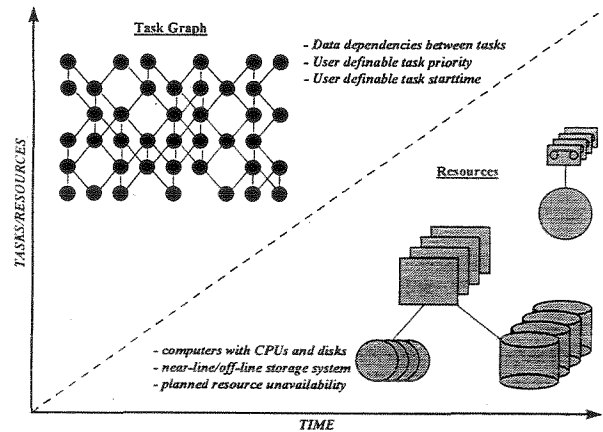 Task Graph
- Data dependencies between tasks
- User definable task priority
- User definable task starttime
TASKS/RESOURCES
Resources
- computers with CPUs and disks
- near-line/off-line storage system
- planned resource unavailability
TIME